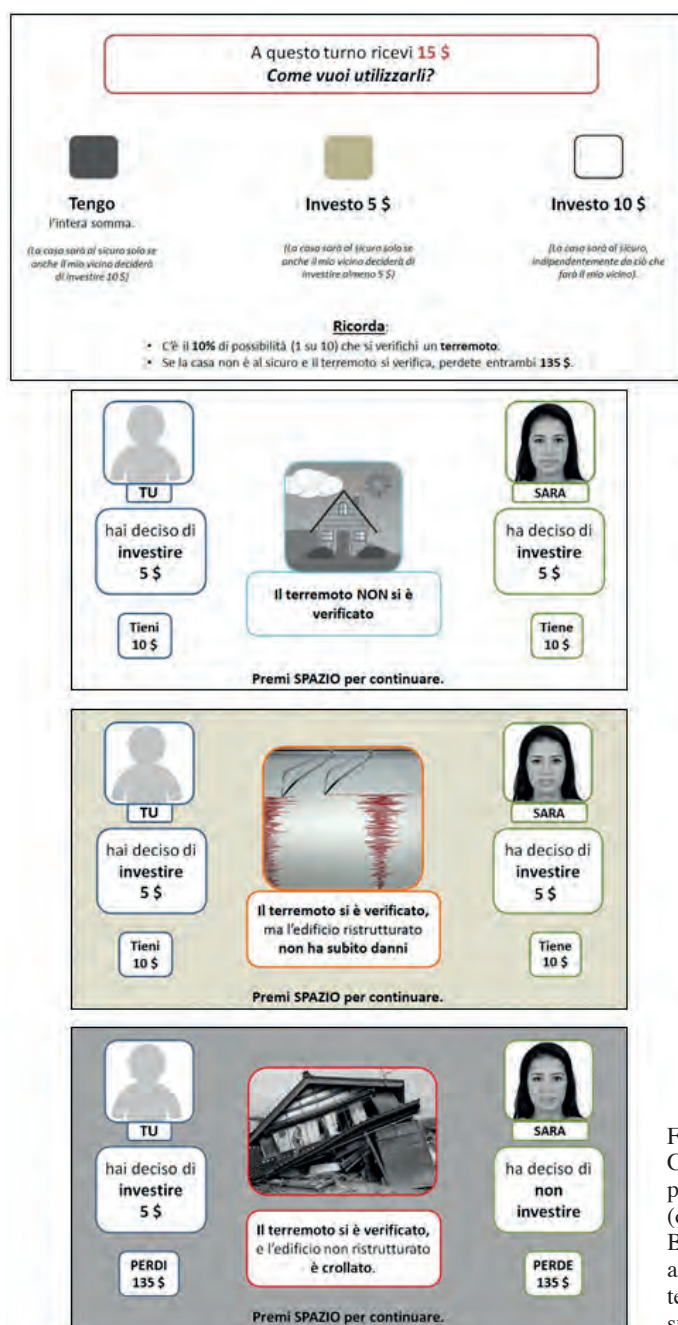 A questo turno ricevi 15 $
Come vuoi utilizzarli?
Tengo
l'intera somma.
(La casa sarà al sicuro solo se
anche il mio vicino deciderà
di investire 10 $)
Investo 5 $
(la casa sarà al sicuro solo se
anche il mio vicino deciderà di
investire almeno 5 $)
Investo 10 $
(La casa sarà al sicuro,
indipendentemente da ciò che
farà il mio vicino).
Ricorda:
• C'è il 10% di possibilità (1 su 10) che si verifichi un terremoto.
• Se la casa non è al sicuro e il terremoto si verifica, perdete entrambi 135 $.
TU
hai deciso di
investire
5 $
Tieni
10 $
Il terremoto NON si è
verificato
SARA
ha deciso di
investire
5 $
Tiene
10 $
Premi SPAZIO per continuare.
TU
hai deciso di
investire
5 $
Tieni
10 $
Il terremoto si è verificato,
ma l'edificio ristrutturato
non ha subito danni
SARA
ha deciso di
investire
5 $
Tiene
10 $
Premi SPAZIO per continuare.
TU
hai deciso di
investire
5 $
PERDI
135 $
Il terremoto si è verificato,
e l'edificio non ristrutturato
è crollato.
SARA
ha deciso di
non
investire
PERDE
135 $
Premi SPAZIO per continuare.